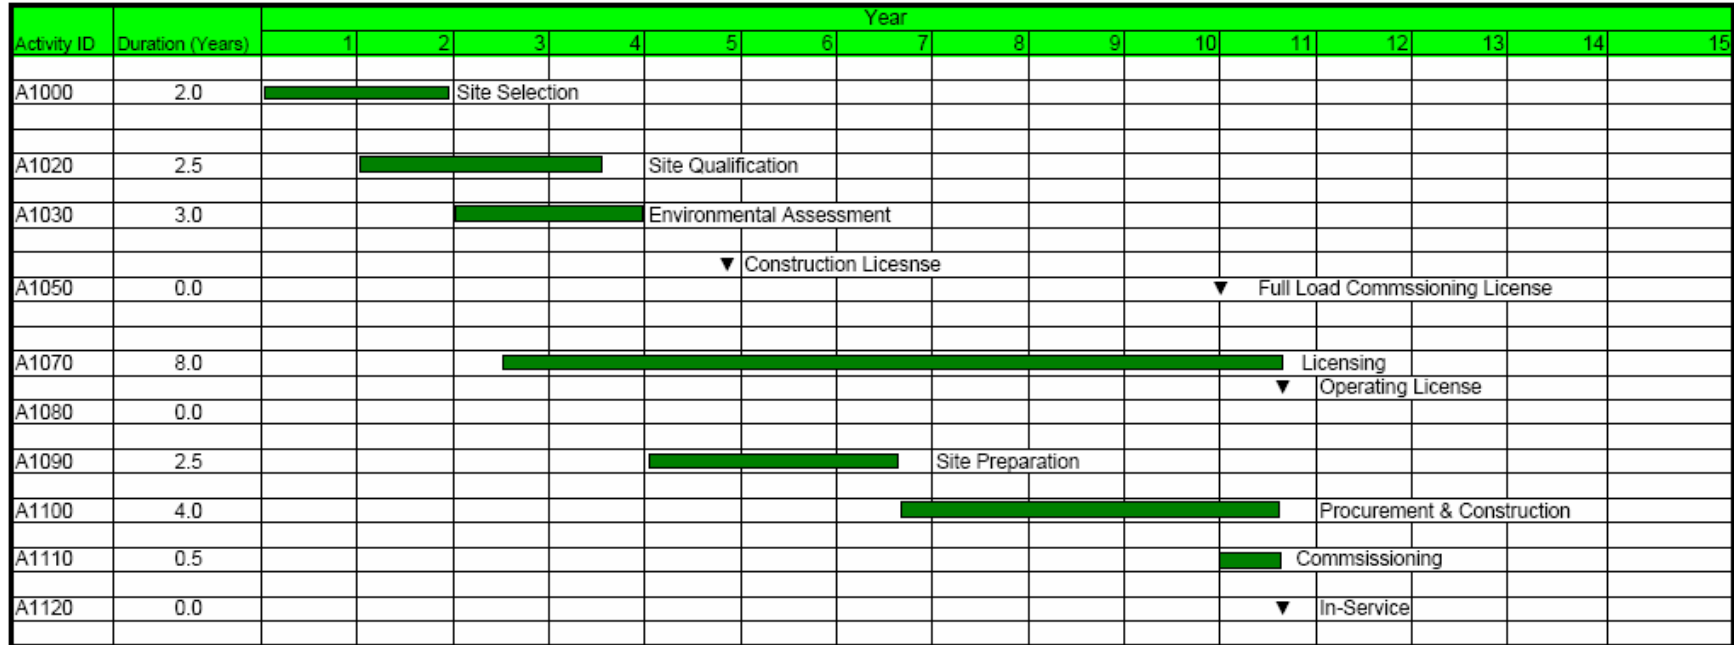 Year
Activity ID Duration (Years) 1 2 3 4 5 6 7 8 9 10 11 12 13 14 15
A1000 2.0 Site Selection
A1020 2.5 Site Qualification
A1030 3.0 Environmental Assessment
Construction Licesnse
A1050 0.0 Full Load Commssioning License
A1070 8.0 Licensing
Operating License
A1080 0.0
A1090 2.5 Site Preparation
A1100 4.0 Procurement & Construction
A1110 0.5 Commsissioning
A1120 0.0 In-Service